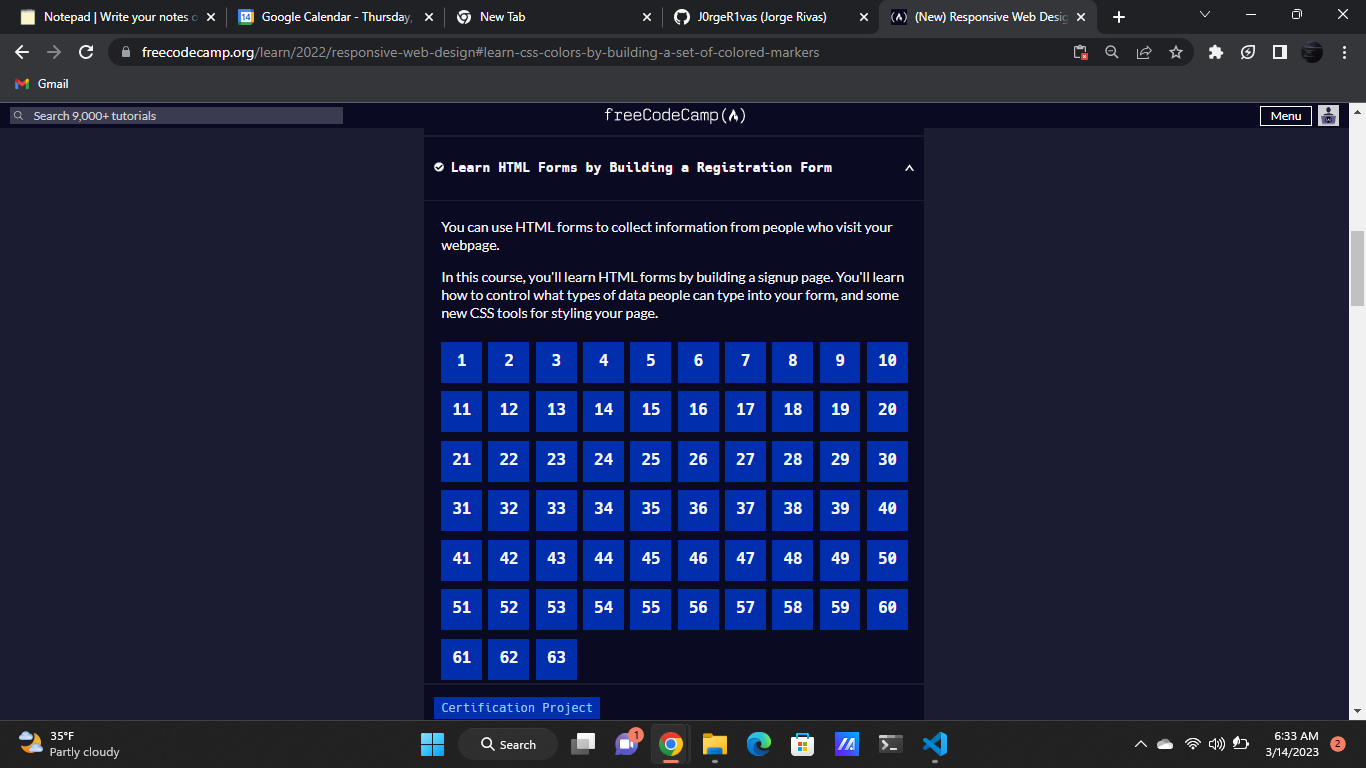 Notepad | Write your notes o
Google Calendar - Thursday,
New Tab
J0rgeR1vas (Jorge Rivas)
(New) Responsive Web Desig
freecodecamp.org/learn/2022/responsive-web-design#learn-css-colors-by-building-a-set-of-colored-markers
Gmail
Search 9,000+ tutorials
freeCodeCamp
Menu
Learn HTML Forms by Building a Registration Form
You can use HTML forms to collect information from people who visit your
webpage.
In this course, you'll learn HTML forms by building a signup page. You'll learn
how to control what types of data people can type into your form, and some
new CSS tools for styling your page.
1 2 3 4 5 6 7 8 9 10
11 12 13 14 15 16 17 18 19 20
21 22 23 24 25 26 27 28 29 30
31 32 33 34 35 36 37 38 39 40
41 42 43 44 45 46 47 48 49 50
51 52 53 54 55 56 57 58 59 60
61 62 63
Certification Project
35°F
Partly cloudy
Search
1
6:33 AM
3/14/2023
2